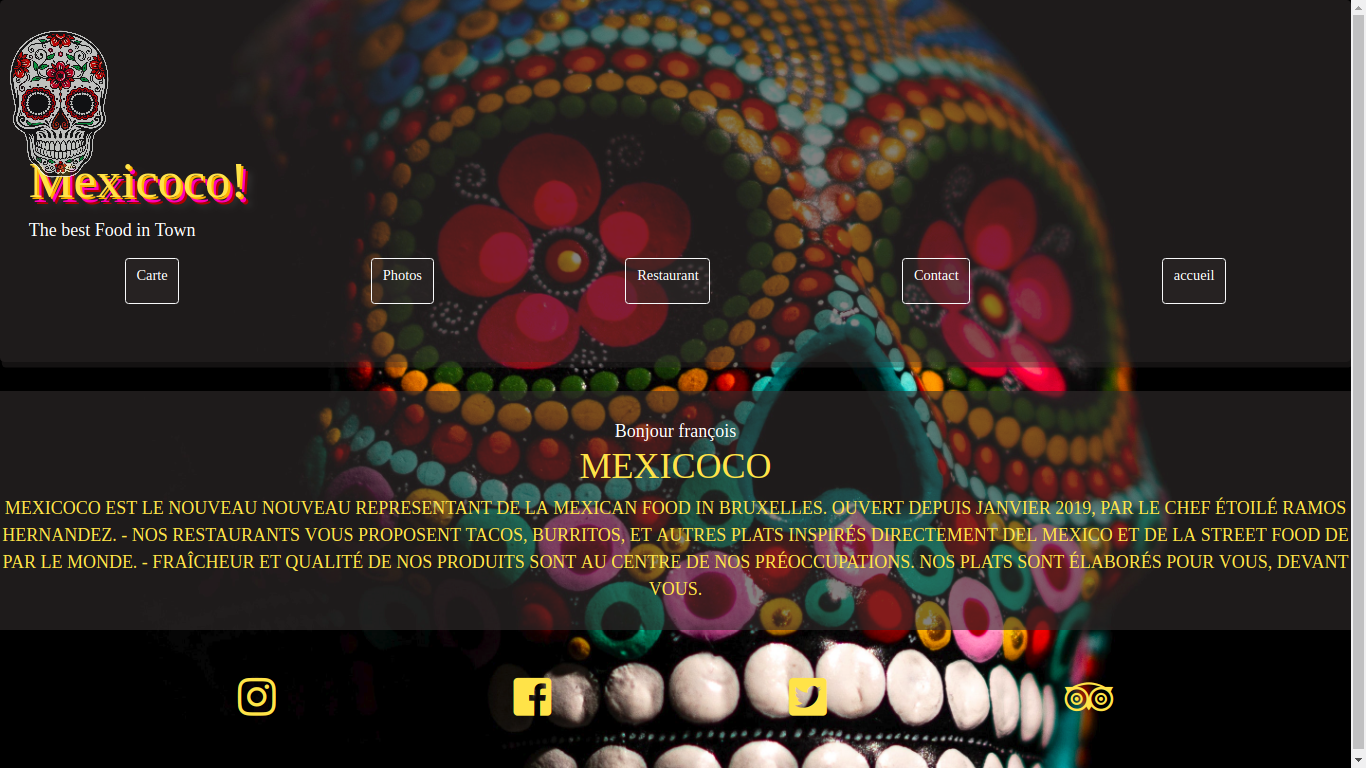 Mexicoco!
The best Food in Town
Carte
Photos
Restaurant
Contact
accueil
Bonjour françois
MEXICOCO
MEXICOCO EST LE NOUVEAU NOUVEAU REPRESENTANT DE LA MEXICAN FOOD IN BRUXELLES. OUVERT DEPUIS JANVIER 2019, PAR LE CHEF ÉTOILÉ RAMOS
HERNANDEZ. - NOS RESTAURANTS VOUS PROPOSENT TACOS, BURRITOS, ET AUTRES PLATS INSPIRÉS DIRECTEMENT DEL MEXICO ET DE LA STREET FOOD DE
PAR LE MONDE. - FRAÎCHEUR ET QUALITÉ DE NOS PRODUITS SONT AU CENTRE DE NOS PRÉOCCUPATIONS. NOS PLATS SONT ÉLABORÉS POUR VOUS, DEVANT
VOUS.